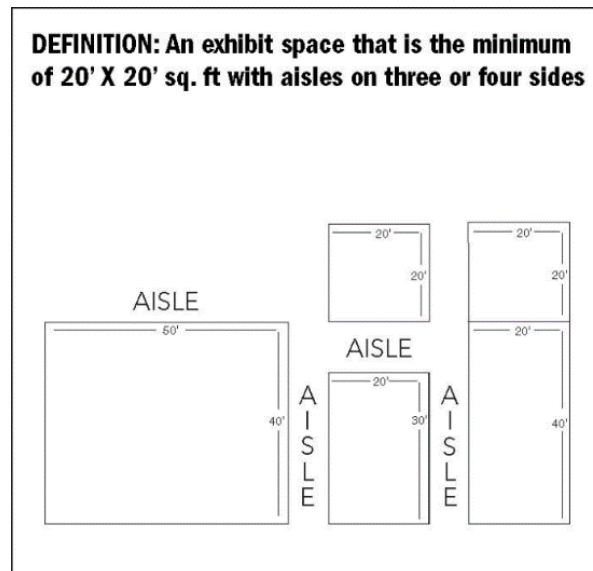 DEFINITION: An exhibit space that is the minimum
of 20' X 20' sq. ft with aisles on three or four sides
20'
20'
20'
20'
AISLE
50'
20'
AISLE
20'
40'
30'
40'
A
I
S
L
E
A
I
S
L
E